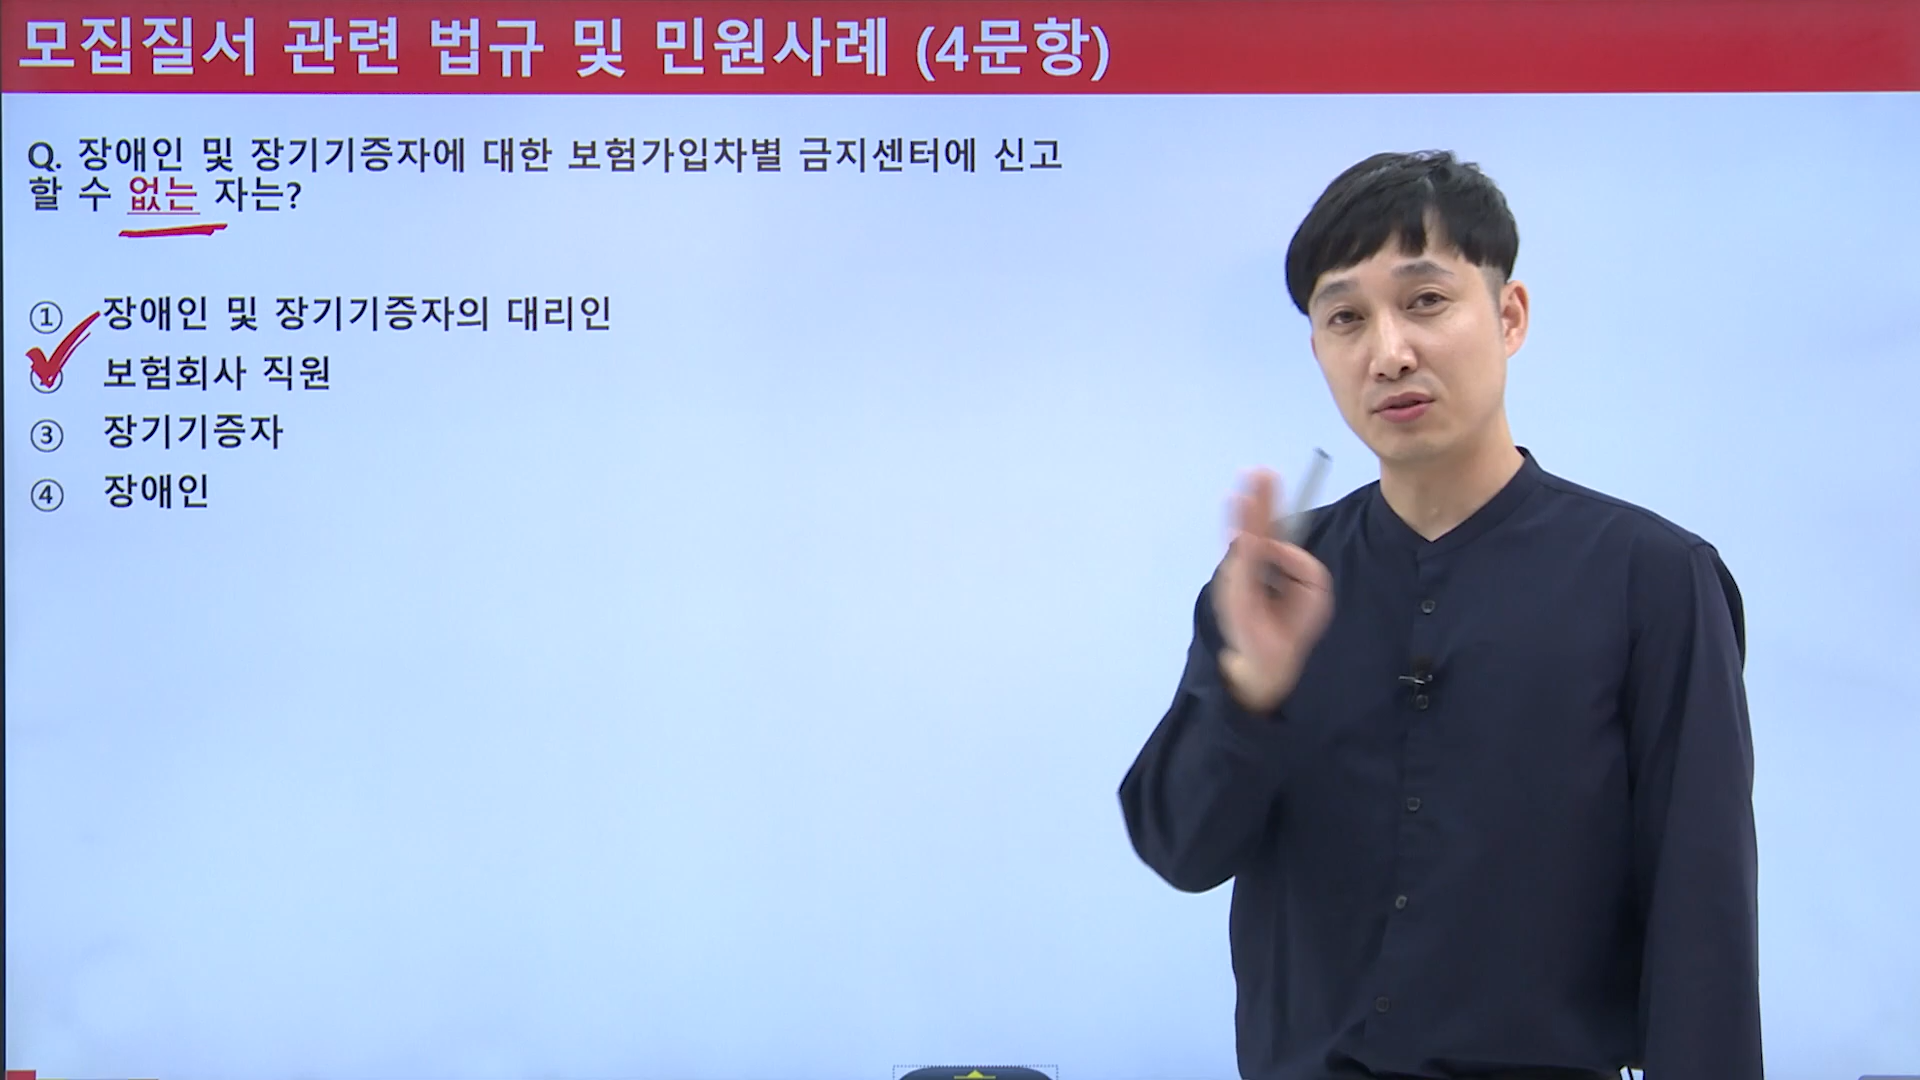 모집질서 관련 법규 및 민원사례 (4문항)
Q. 장애인 및 장기기증자에 대한 보험가입차별 금지센터에 신고
할 수 없는 자는?
① 장애인 및 장기기증자의 대리인
보험회사 직원
③ 장기기증자
④ 장애인